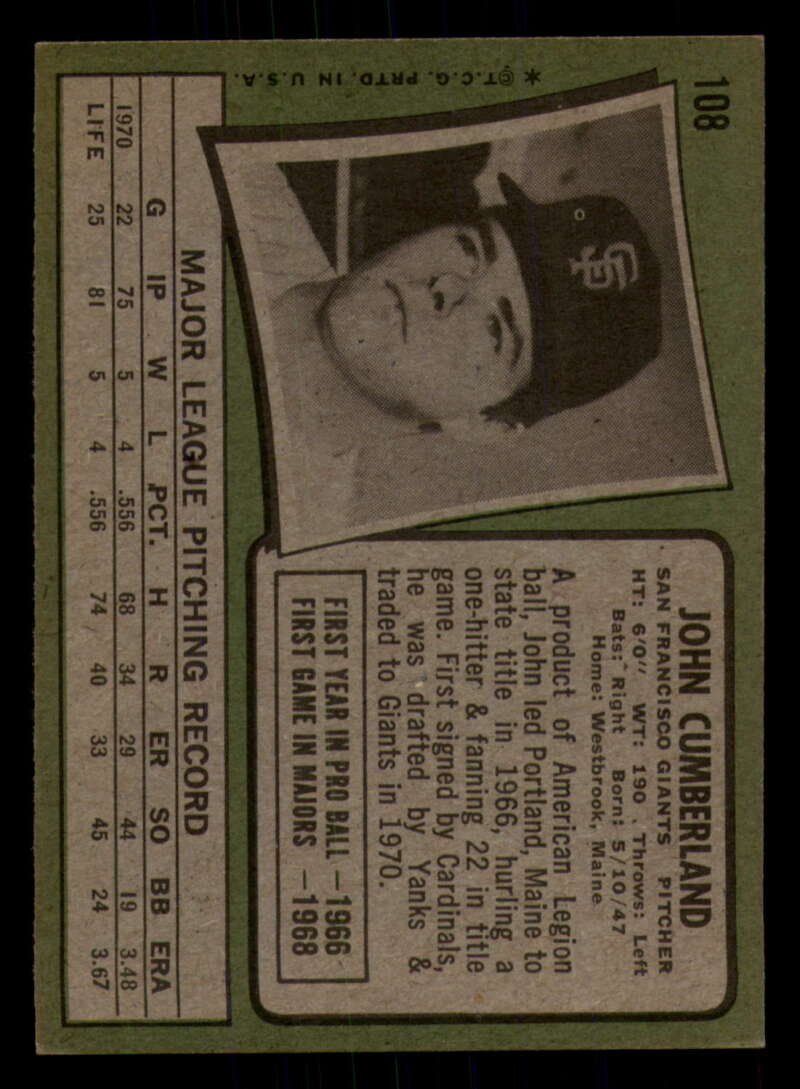 108
JOHN CUMBERLAND
SAN FRANCISCO GIANTS PITCHER
HT: 6'0" WT: 190 . Throws: Left
Bats: Right Born: 5/10/47
Home: Westbrook, Maine
A product of American Legion
ball, John led Portland, Maine to
state title in 1966, hurling a
one-hitter & fanning 22 in title
game. First signed by Cardinals,
he was drafted by Yanks &
traded to Giants in 1970.
FIRST YEAR IN PRO BALL —1966
FIRST GAME IN MAJORS —1968
SF
MAJOR LEAGUE PITCHING RECORD
G IP W L PCT. H R ER SO BB ERA
1970 22 75 5 4 .556 68 34 29 44 19 3.48
LIFE 25 81 5 4 .556 74 40 33 45 24 3.67
* © T.C.G. PRTD. IN U.S.A.